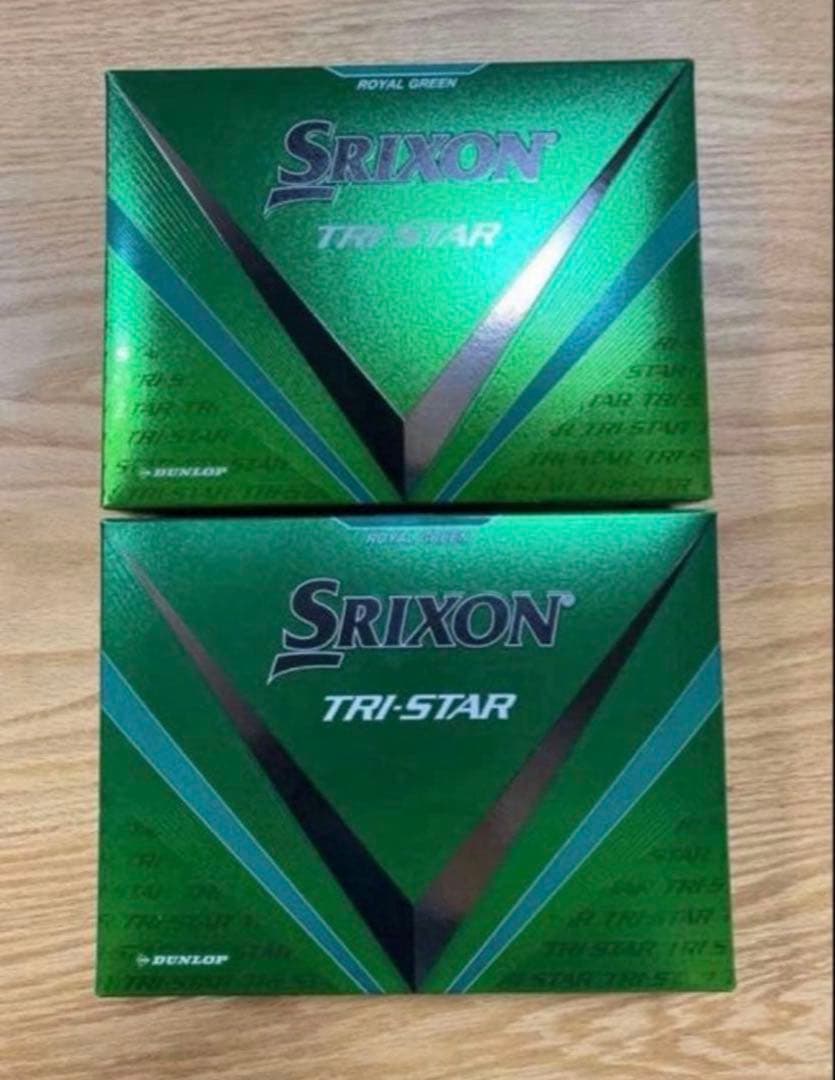 ROYAL GREEN
SRIXON
TRI-STAR
DUNLOP
ROYAL GREEN
SRIXON®
TRI-STAR
DUNLOP